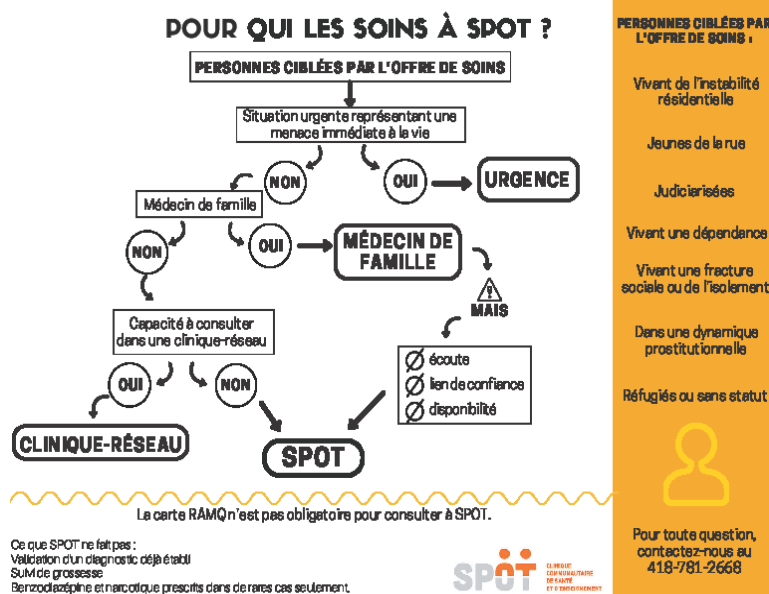 POUR QUI LES SOINS À SPOT ?
PERSONNES CIBLÉES PAR L'OFFRE DE SOINS
Situation urgente représentant une
menace immédiate à la vie
NON
OUI
URGENCE
Médecin de famille
NON
OUI
MÉDECIN DE
FAMILLE
MAIS
Capacité à consulter
dans une clinique-réseau
écoute
lien de confiance
disponibilité
OUI
NON
CLINIQUE-RÉSEAU
SPOT
La carte RAMQ n'est pas obligatoire pour consulter à SPOT.
Ce que SPOT ne fait pas :
Validation d'un diagnostic déjà établi
Suivi de grossesse
Benzodiazépine et narcotique prescrits dans de rares cas seulement.
SPOT
CLINIQUE
COMMUNAUTAIRE
DE SANTÉ
ET D'ENSEIGNEMENT
PERSONNES CIBLÉES PAR
L'OFFRE DE SOINS :
Vivant de l'instabilité
résidentielle
Jeunes de la rue
Judiciarisées
Vivant une dépendance
Vivant une fracture
sociale ou de l'isolement
Dans une dynamique
prostitutionnelle
Réfugiés ou sans statut
Pour toute question,
contactez-nous au
418-781-2668